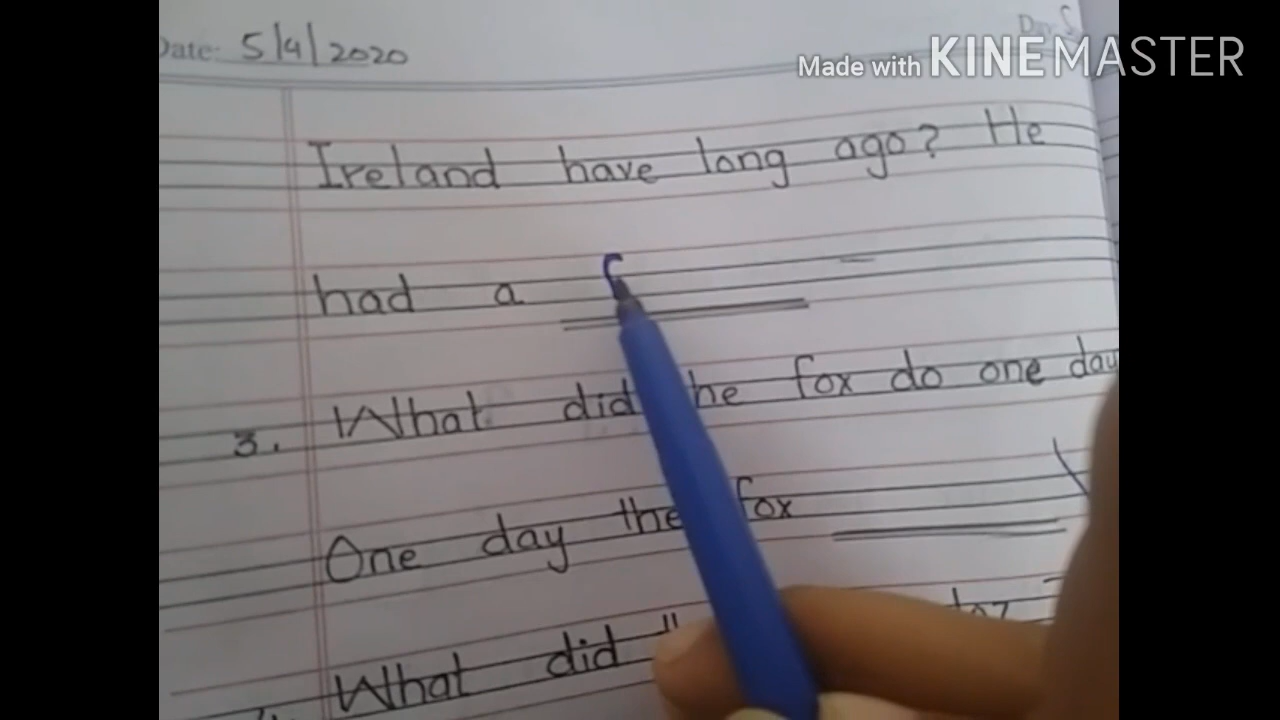 Date: 5/4/2020
Made with KINEMASTER
Ireland have long ago? He
had a f
3. What did the fox do one day
One day the fox
What did